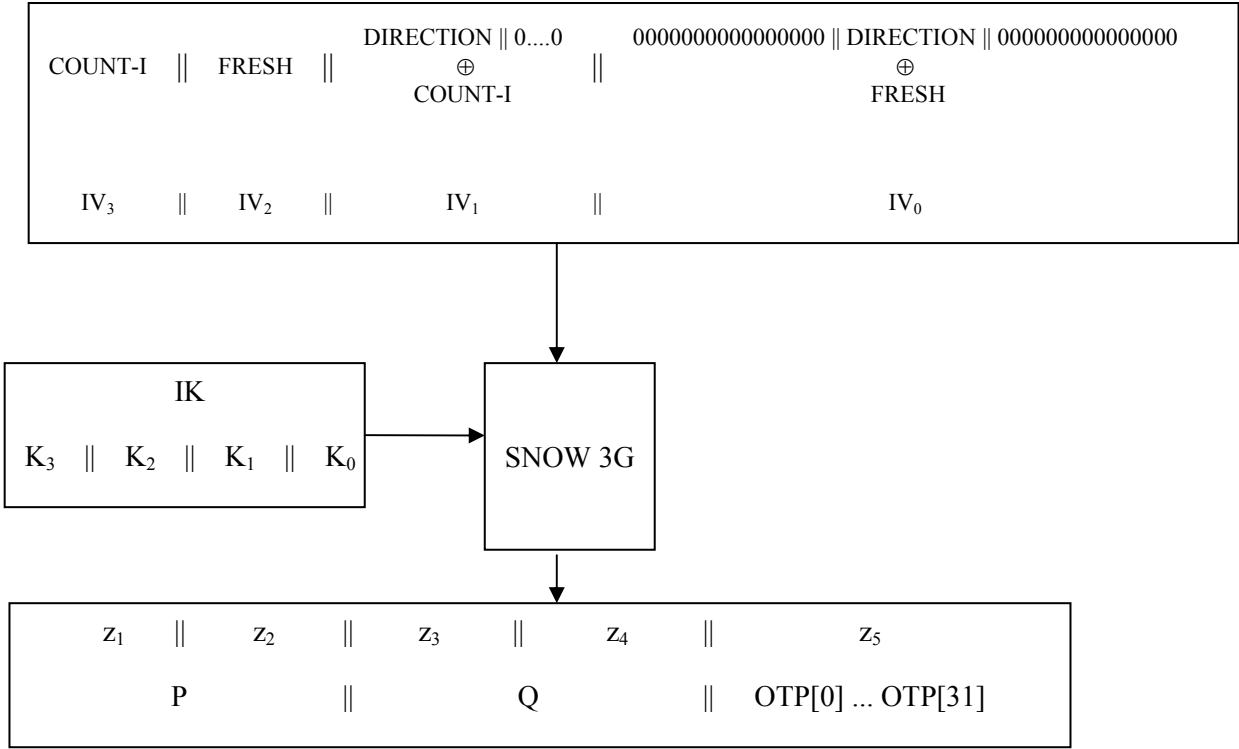 DIRECTION || 0....0
0000000000000000 || DIRECTION || 000000000000000
COUNT-I || FRESH || ⊕ || ⊕
COUNT-I
FRESH
IV₃ || IV₂ || IV₁ || IV₀
IK
K₃ || K₂ || K₁ || K₀
SNOW 3G
z₁ || z₂ || z₃ || z₄ || z₅
P || Q || OTP[0] ... OTP[31]